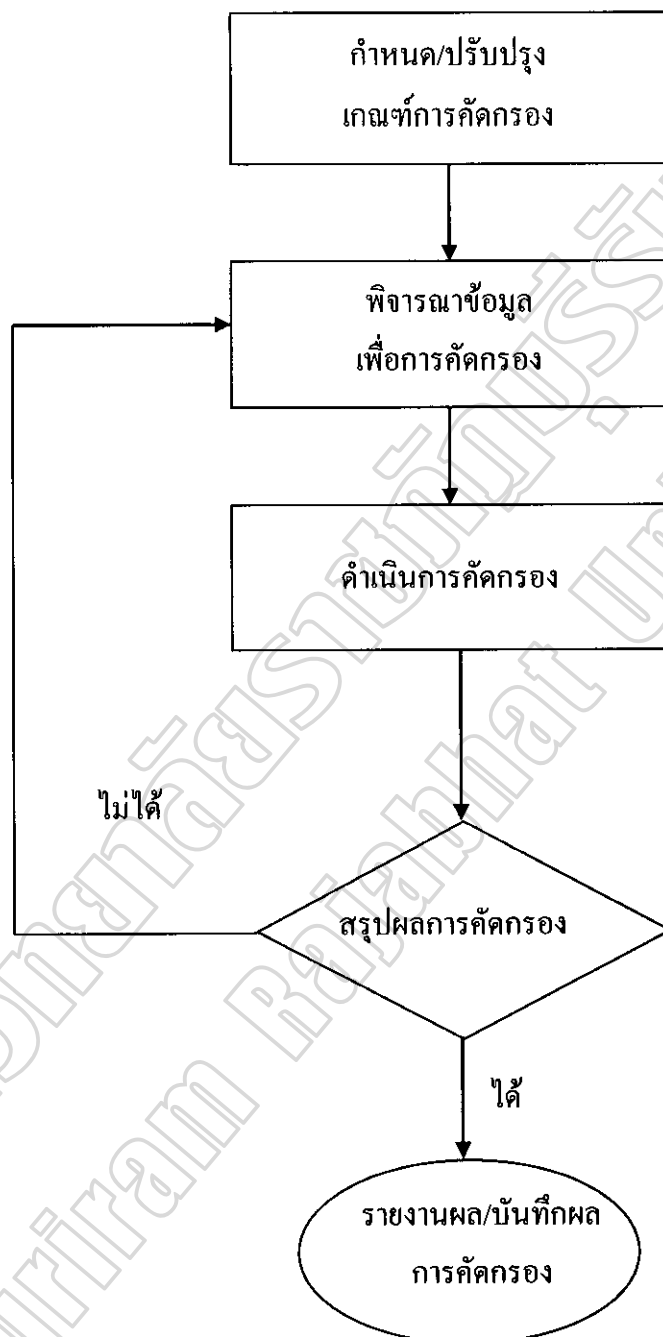 กำหนด/ปรับปรุง
เกณฑ์การคัดกรอง
พิจารณาข้อมูล
เพื่อการคัดกรอง
ดำเนินการคัดกรอง
ไม่ได้
สรุปผลการคัดกรอง
ได้
รายงานผล/บันทึกผล
การคัดกรอง